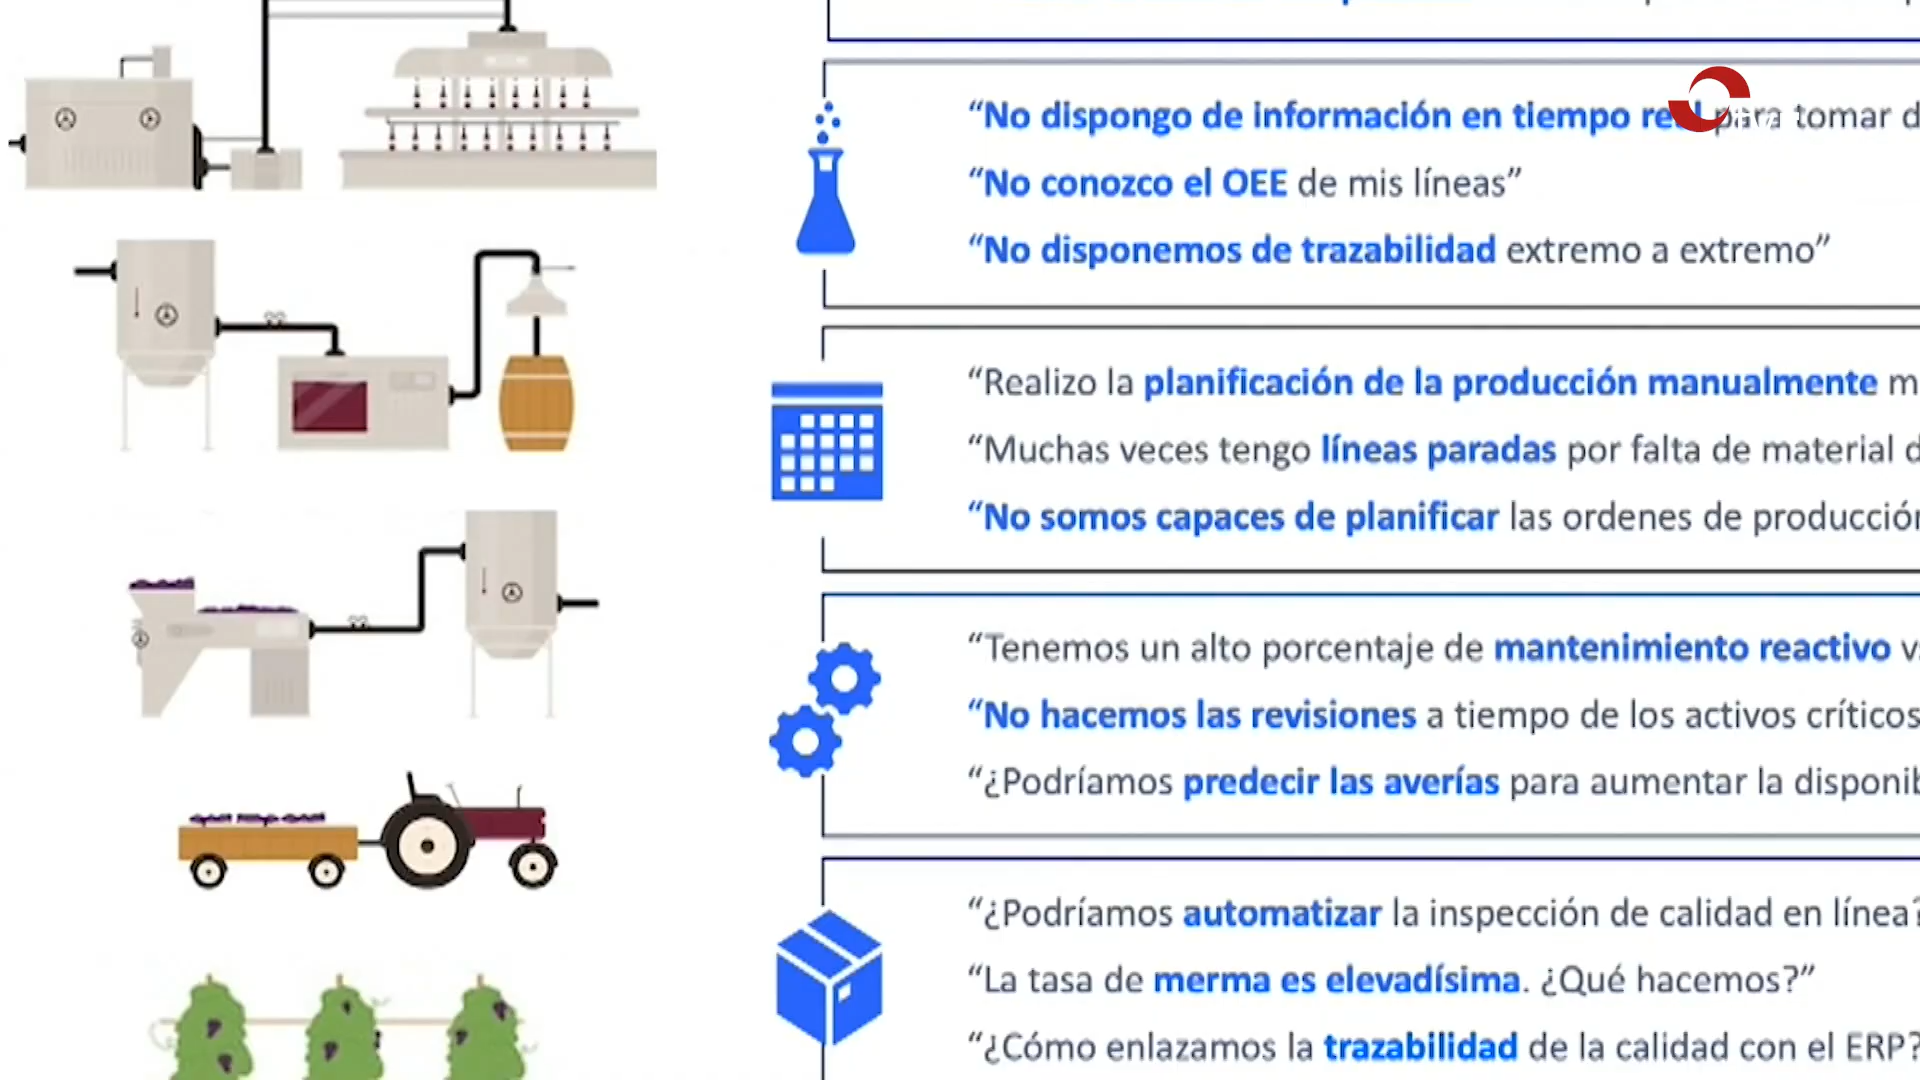 “No dispongo de información en tiempo real para tomar d
“No conozco el OEE de mis líneas”
“No disponemos de trazabilidad extremo a extremo”
“Realizo la planificación de la producción manualmente m
“Muchas veces tengo líneas paradas por falta de material d
“No somos capaces de planificar las ordenes de producción
“Tenemos un alto porcentaje de mantenimiento reactivo vs
“No hacemos las revisiones a tiempo de los activos críticos
“¿Podríamos predecir las averías para aumentar la disponib
“¿Podríamos automatizar la inspección de calidad en línea?
“La tasa de merma es elevadísima. ¿Qué hacemos?”
“¿Cómo enlazamos la trazabilidad de la calidad con el ERP?